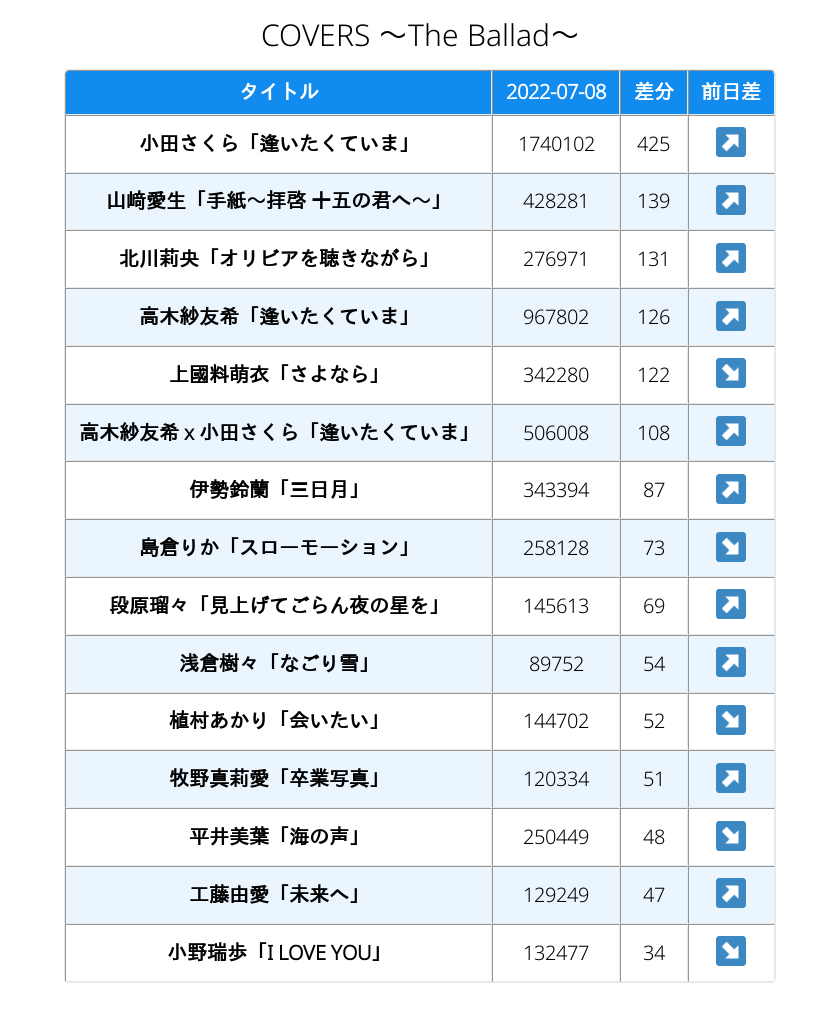 COVERS ～The Ballad～
タイトル 2022-07-08 差分 前日差
小田さくら「逢いたくていま」 1740102 425 ↗
山﨑愛生「手紙～拝啓 十五の君へ～」 428281 139 ↗
北川莉央「オリビアを聴きながら」 276971 131 ↗
高木紗友希「逢いたくていま」 967802 126 ↗
上國料萌衣「さよなら」 342280 122 ↘
高木紗友希 x 小田さくら「逢いたくていま」 506008 108 ↗
伊勢鈴蘭「三日月」 343394 87 ↗
島倉りか「スローモーション」 258128 73 ↘
段原瑠々「見上げてごらん夜の星を」 145613 69 ↗
浅倉樹々「なごり雪」 89752 54 ↗
植村あかり「会いたい」 144702 52 ↘
牧野真莉愛「卒業写真」 120334 51 ↗
平井美葉「海の声」 250449 48 ↘
工藤由愛「未来へ」 129249 47 ↗
小野瑞歩「I LOVE YOU」 132477 34 ↘